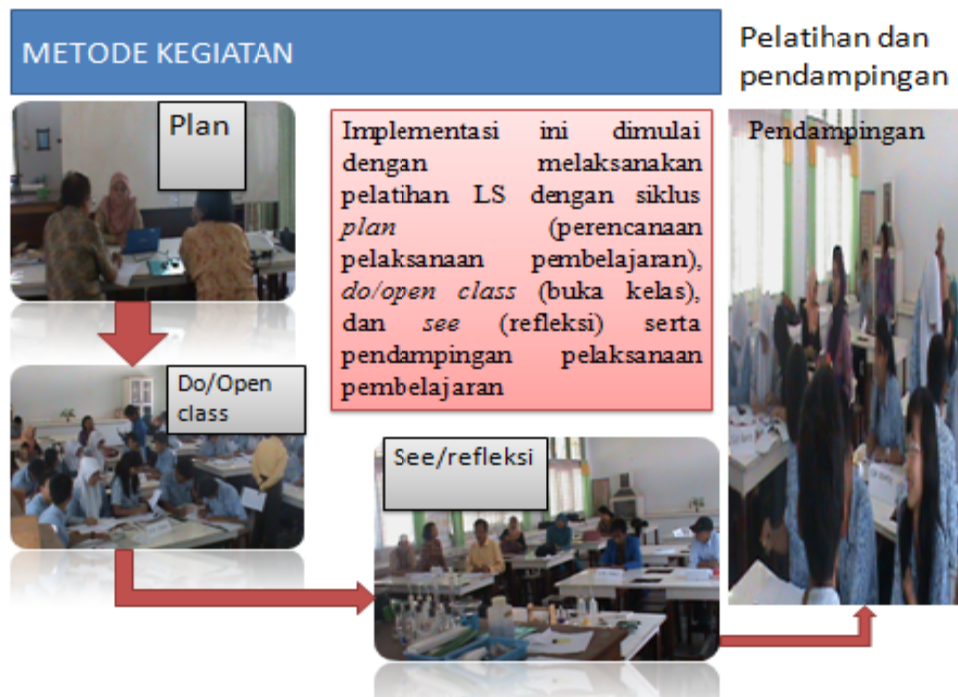 METODE KEGIATAN
Pelatihan dan
pendampingan
Plan
Implementasi ini dimulai
dengan melaksanakan
pelatihan LS dengan siklus
plan (perencanaan
pelaksanaan pembelajaran),
do/open class (buka kelas),
dan see (refleksi) serta
pendampingan pelaksanaan
pembelajaran
Pendampingan
Do/Open
class
See/refleksi